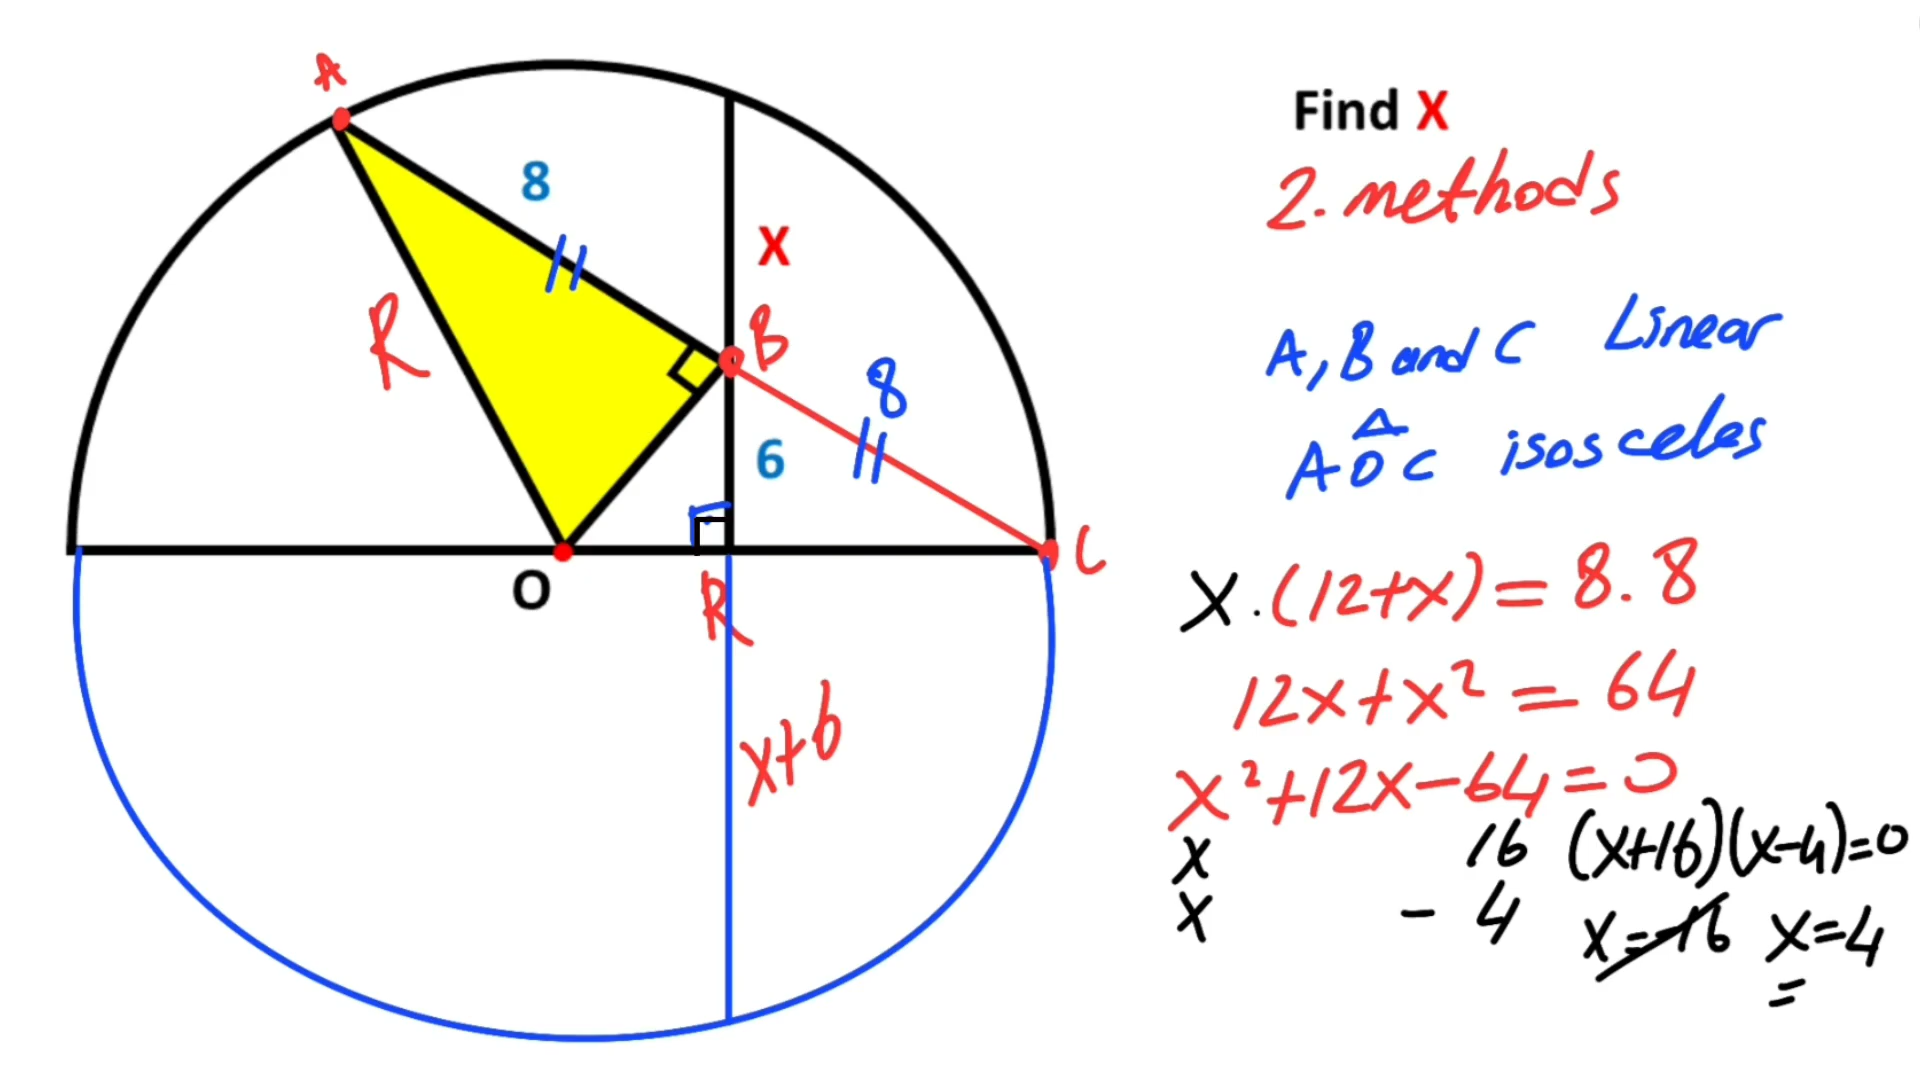 A
8
X
R
B
8
6
O
R
C
x+6
Find X
2. methods
A, B and C Linear
AOC isosceles
x.(12+x)=8.8
12x+x²=64
x²+12x-64=0
x 16 (x+16)(x-4)=0
x - 4 x=-16 x=4